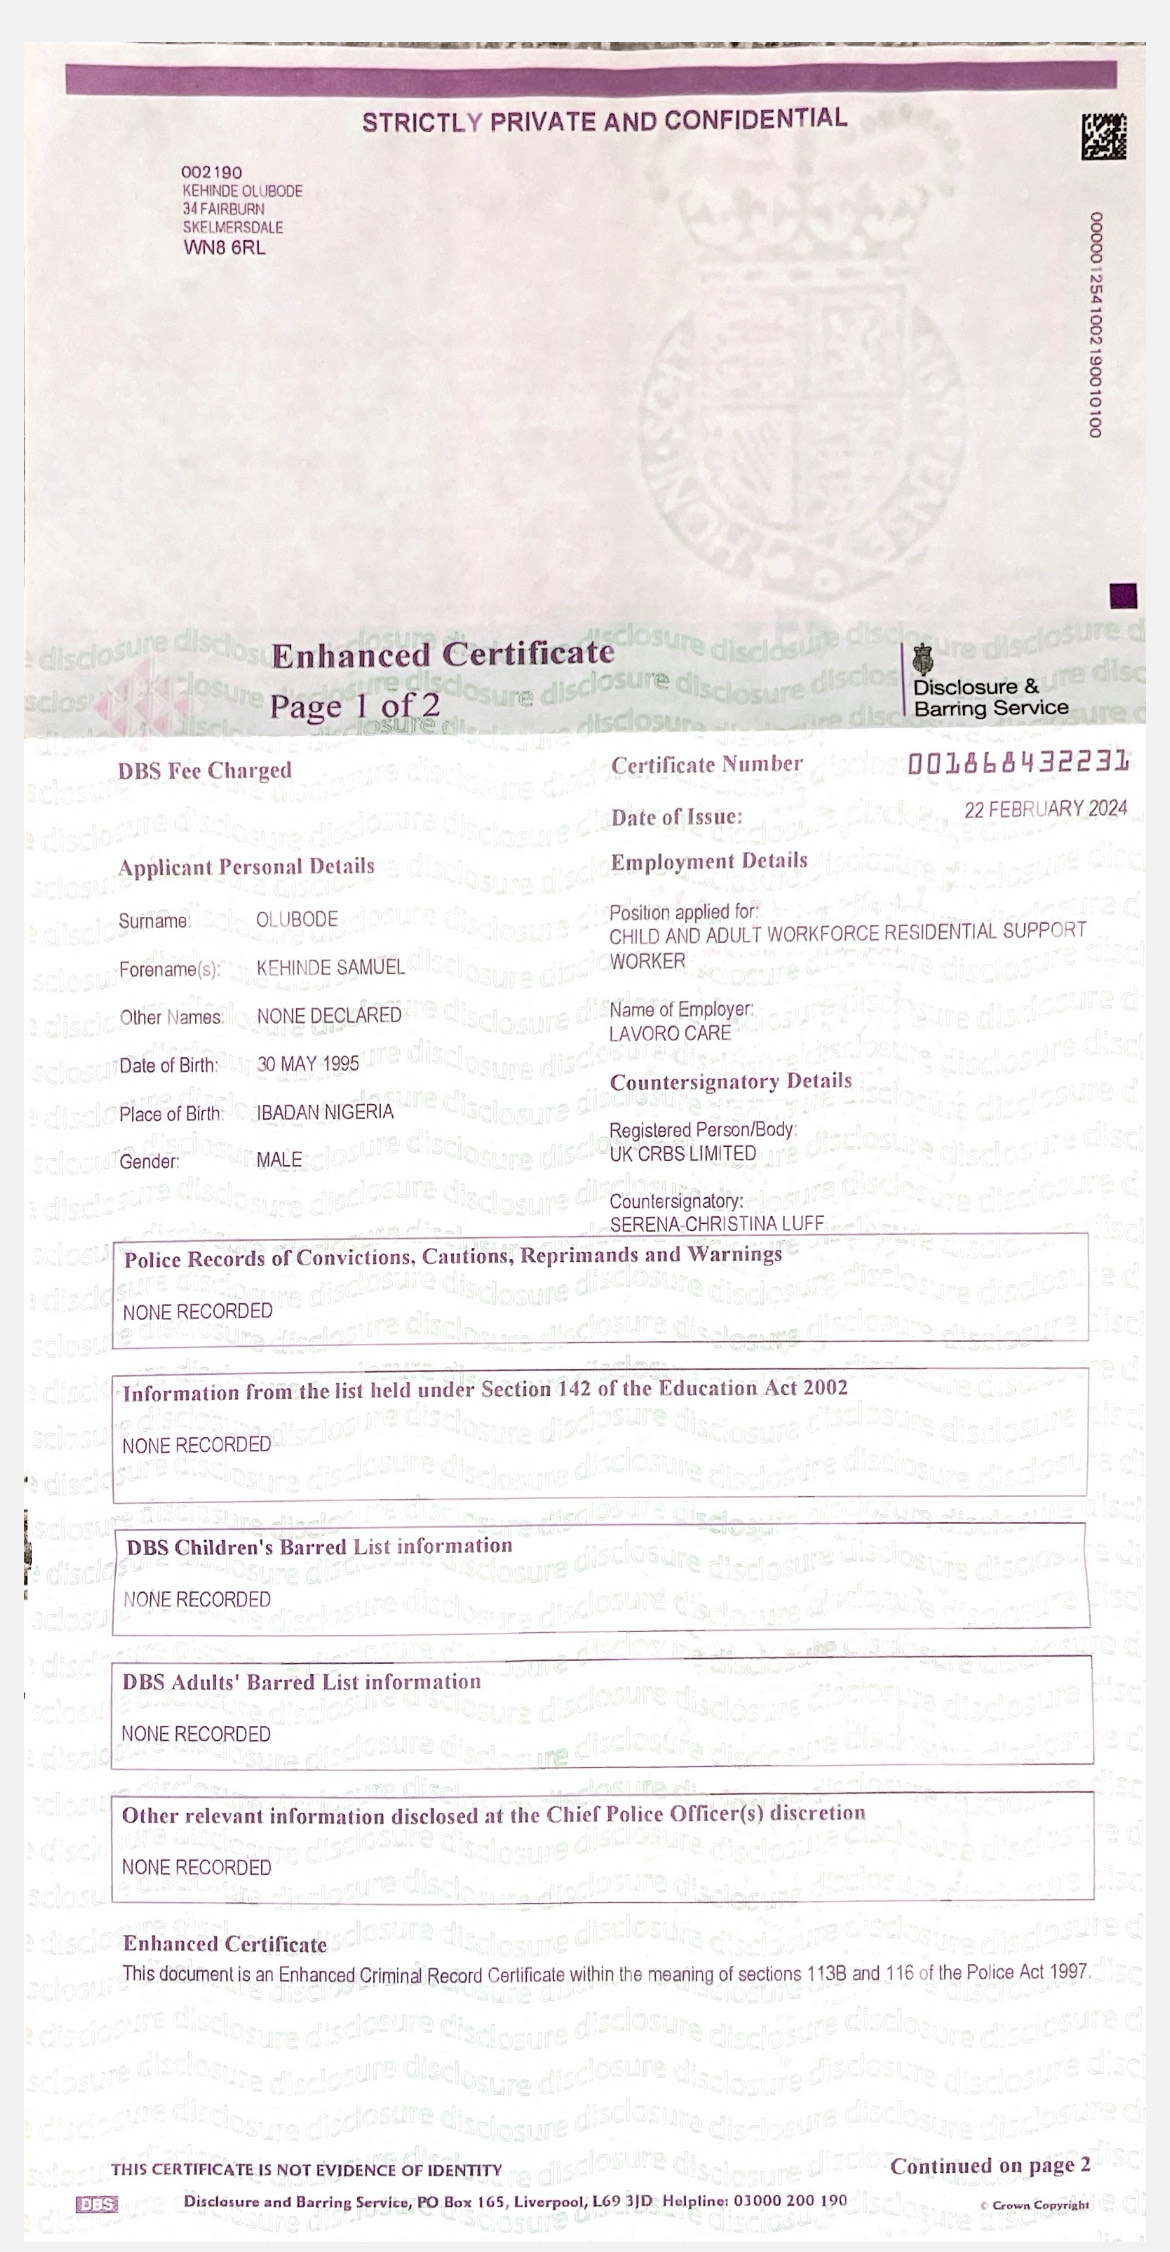 STRICTLY PRIVATE AND CONFIDENTIAL
002190
KEHINDE OLUBODE
34 FAIRBURN
SKELMERSDALE
WN8 6RL
0000012541002190010100
Enhanced Certificate
Page 1 of 2
Disclosure &
Barring Service
DBS Fee Charged
Certificate Number 001868432231
Date of Issue: 22 FEBRUARY 2024
Applicant Personal Details
Surname: OLUBODE
Forename(s): KEHINDE SAMUEL
Other Names: NONE DECLARED
Date of Birth: 30 MAY 1995
Place of Birth: IBADAN NIGERIA
Gender: MALE
Employment Details
Position applied for:
CHILD AND ADULT WORKFORCE RESIDENTIAL SUPPORT
WORKER
Name of Employer:
LAVORO CARE
Countersignatory Details
Registered Person/Body:
UK CRBS LIMITED
Countersignatory:
SERENA-CHRISTINA LUFF
Police Records of Convictions, Cautions, Reprimands and Warnings
NONE RECORDED
Information from the list held under Section 142 of the Education Act 2002
NONE RECORDED
DBS Children's Barred List information
NONE RECORDED
DBS Adults' Barred List information
NONE RECORDED
Other relevant information disclosed at the Chief Police Officer(s) discretion
NONE RECORDED
Enhanced Certificate
This document is an Enhanced Criminal Record Certificate within the meaning of sections 113B and 116 of the Police Act 1997.
THIS CERTIFICATE IS NOT EVIDENCE OF IDENTITY
Continued on page 2
DBS
Disclosure and Barring Service, PO Box 165, Liverpool, L69 3JD Helpline: 03000 200 190
© Crown Copyright